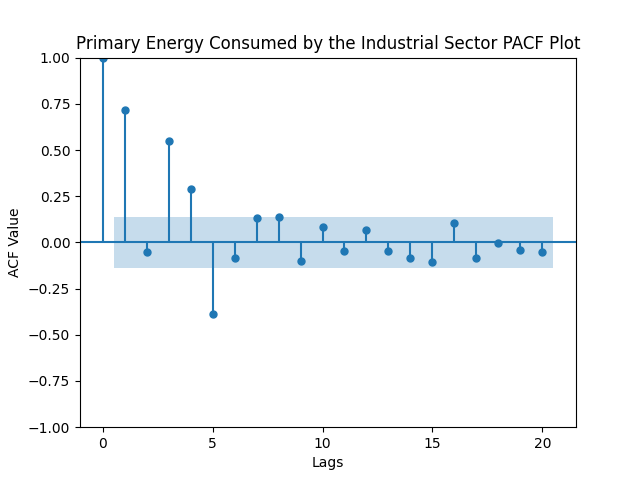 Primary Energy Consumed by the Industrial Sector PACF Plot
1.00
0.75
0.50
0.25
0.00
−0.25
−0.50
−0.75
−1.00
ACF Value
0 5 10 15 20
Lags